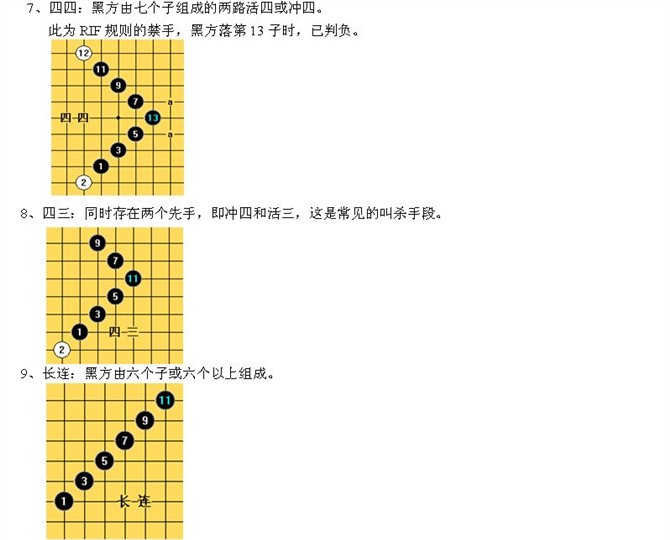 7、四四：黑方由七个子组成的两路活四或冲四。
此为 RIF 规则的禁手，黑方落第 13 子时，已判负。
12
11
9
7 a
四 四 13
5 a
3
1
2
8、四三：同时存在两个先手，即冲四和活三，这是常见的叫杀手段。
9
7
11
5
3
1 四 三
2
9、长连：黑方由六个子或六个以上组成。
11
9
7
5
3
1 长 连